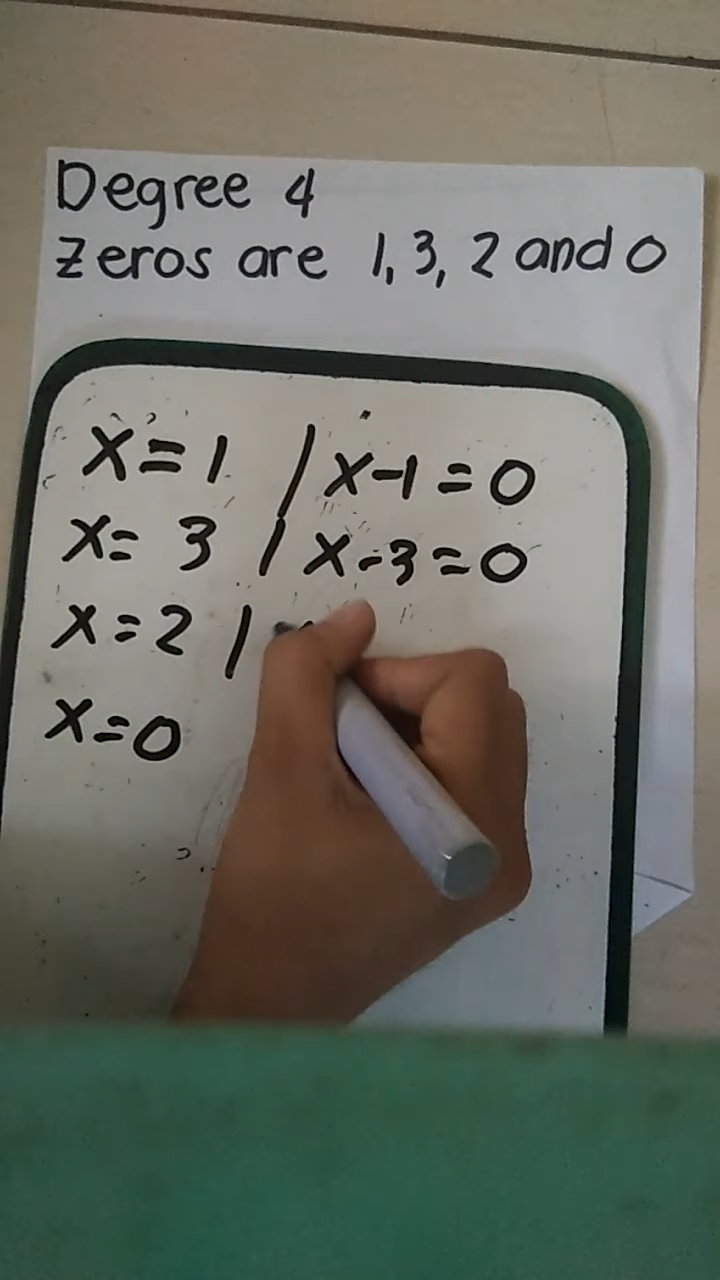 Degree 4
Zeros are 1, 3, 2 and 0
x = 1 / x-1 = 0
x = 3 / x-3 = 0
x = 2 /
x = 0